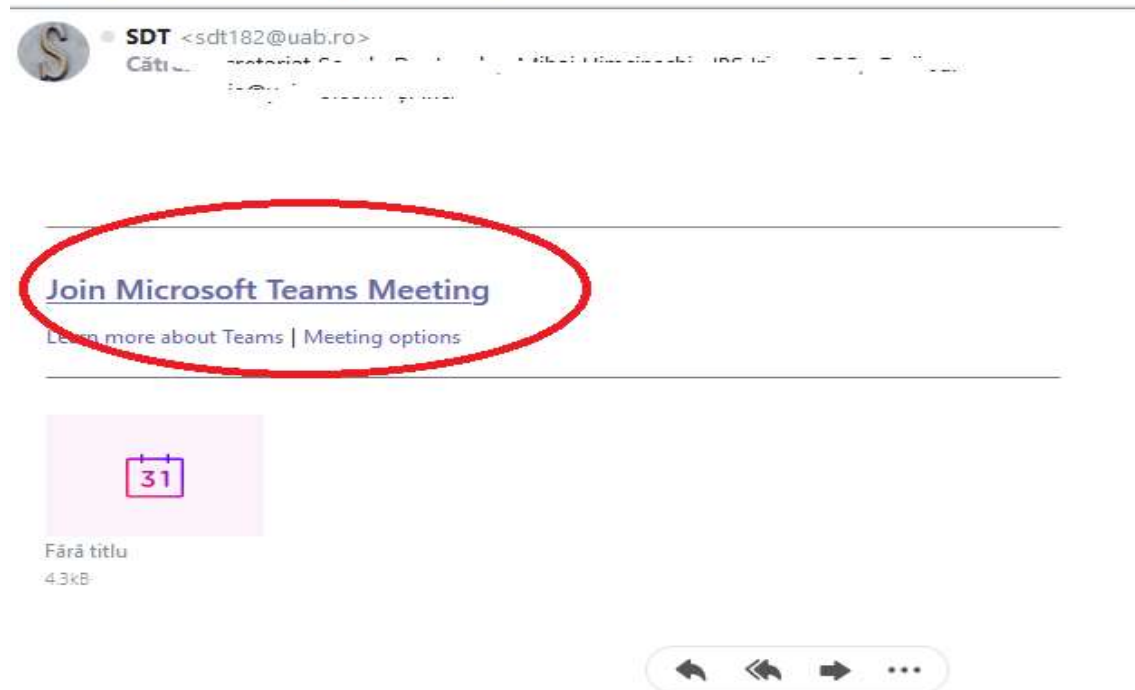 SDT <sdt182@uab.ro>
Join Microsoft Teams Meeting
Learn more about Teams | Meeting options
31
Fără titlu
4.3kB